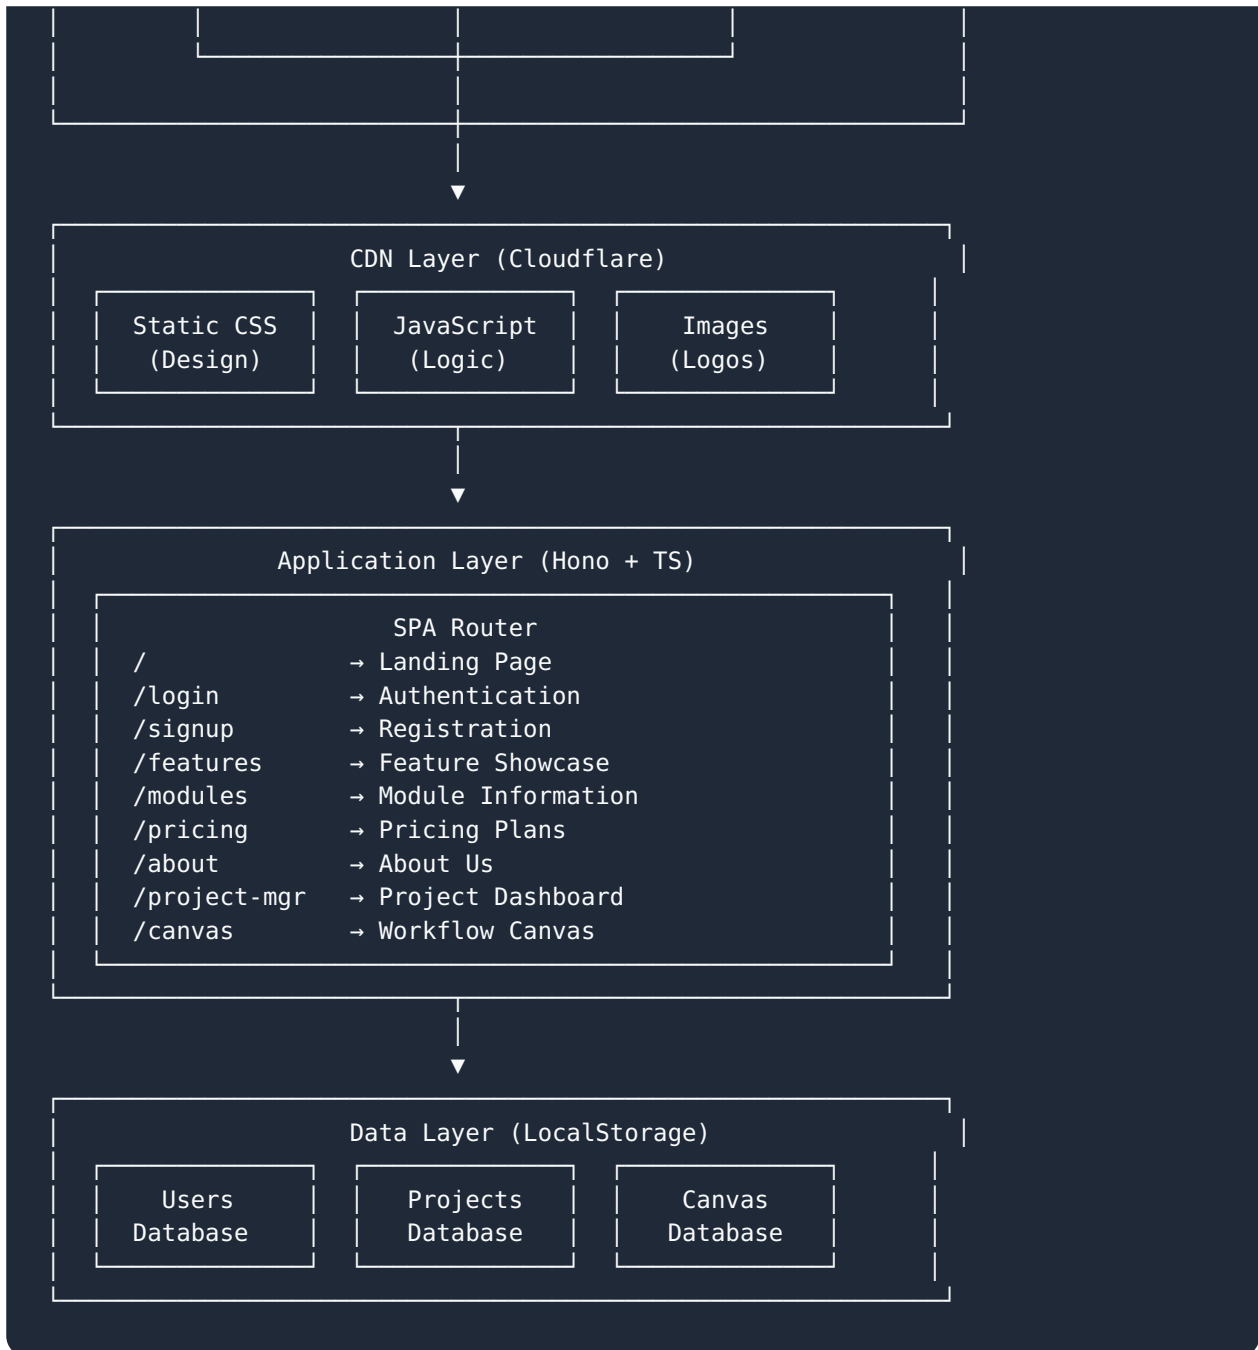 CDN Layer (Cloudflare)
Static CSS JavaScript Images
(Design) (Logic) (Logos)
Application Layer (Hono + TS)
SPA Router
/ → Landing Page
/login → Authentication
/signup → Registration
/features → Feature Showcase
/modules → Module Information
/pricing → Pricing Plans
/about → About Us
/project-mgr → Project Dashboard
/canvas → Workflow Canvas
Data Layer (LocalStorage)
Users Projects Canvas
Database Database Database